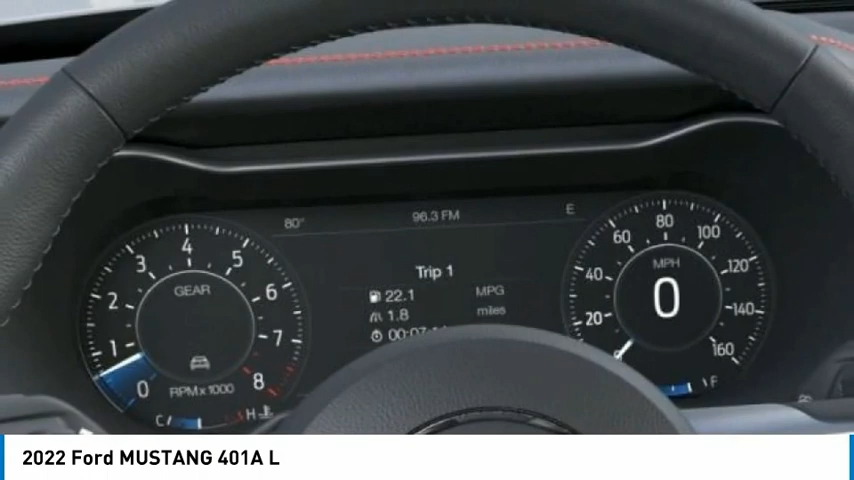 80° 96.3 FM E
Trip 1
22.1 MPG
1.8 miles
GEAR
0 1 2 3 4 5 6 7 8
RPM x 1000
C H
MPH
0
20 40 60 80 100 120 140 160
F
2022 Ford MUSTANG 401A L